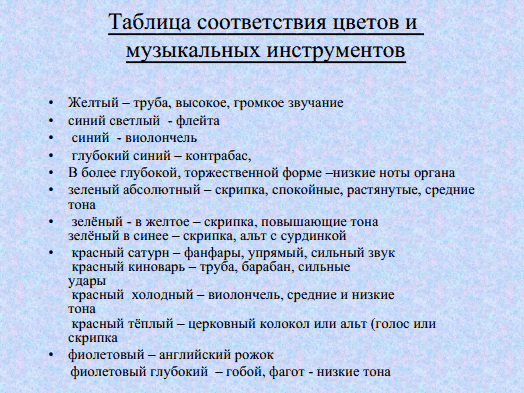 Таблица соответствия цветов и
музыкальных инструментов
• Желтый – труба, высокое, громкое звучание
• синий светлый - флейта
• синий - виолончель
• глубокий синий – контрабас,
• В более глубокой, торжественной форме –низкие ноты органа
• зеленый абсолютный – скрипка, спокойные, растянутые, средние
тона
• зелёный - в желтое – скрипка, повышающие тона
зелёный в синее – скрипка, альт с сурдинкой
• красный сатурн – фанфары, упрямый, сильный звук
красный киноварь – труба, барабан, сильные
удары
красный холодный – виолончель, средние и низкие
тона
красный тёплый – церковный колокол или альт (голос или
скрипка
• фиолетовый – английский рожок
фиолетовый глубокий – гобой, фагот - низкие тона